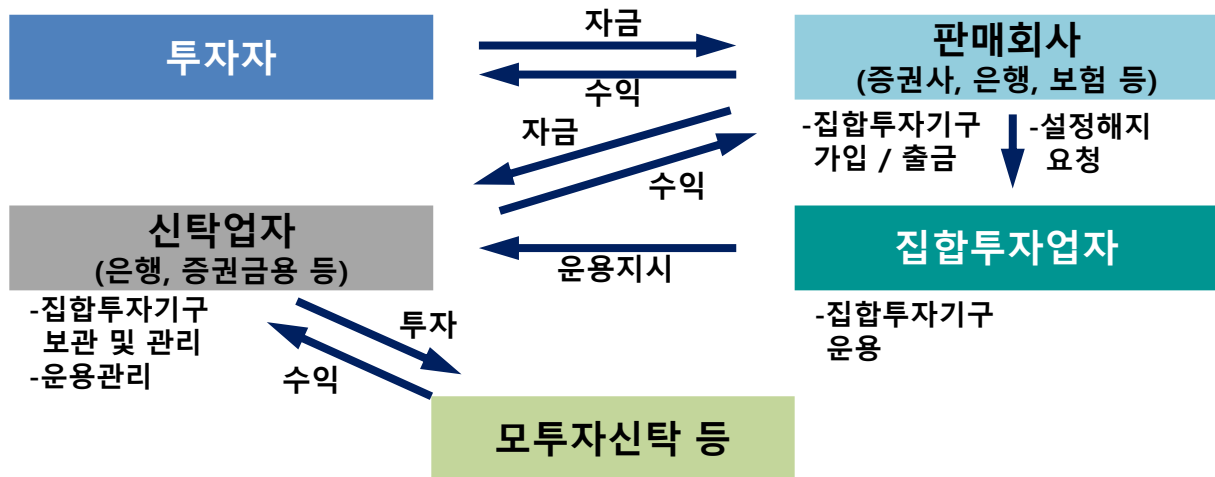 투자자
자금
수익
판매회사
(증권사, 은행, 보험 등)
자금
수익
-집합투자기구
가입 / 출금
-설정해지
요청
신탁업자
(은행, 증권금용 등)
운용지시
집합투자업자
-집합투자기구
보관 및 관리
-운용관리
투자
수익
-집합투자기구
운용
모투자신탁 등